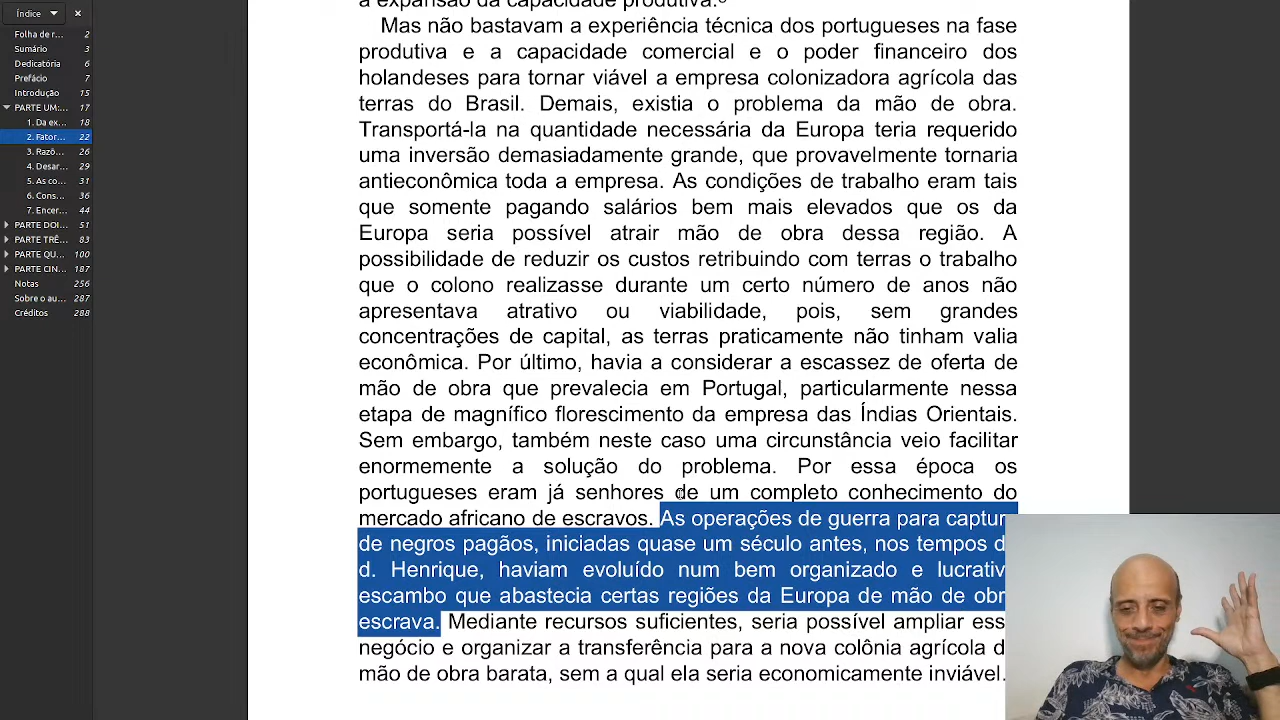 Índice
Folha de r... 2
Sumário 3
Dedicatória 6
Prefácio 7
Introdução 15
PARTE UM:... 17
1. Da ex... 18
2. Fator... 22
3. Razõ... 26
4. Desar... 29
5. As co... 31
6. Cons... 36
7. Encer... 44
PARTE DOI... 51
PARTE TRÊ... 83
PARTE QU... 100
PARTE CIN... 187
Notas 256
Sobre o au... 287
Créditos 288
a expansão da capacidade produtiva.
Mas não bastavam a experiência técnica dos portugueses na fase
produtiva e a capacidade comercial e o poder financeiro dos
holandeses para tornar viável a empresa colonizadora agrícola das
terras do Brasil. Demais, existia o problema da mão de obra.
Transportá-la na quantidade necessária da Europa teria requerido
uma inversão demasiadamente grande, que provavelmente tornaria
antieconômica toda a empresa. As condições de trabalho eram tais
que somente pagando salários bem mais elevados que os da
Europa seria possível atrair mão de obra dessa região. A
possibilidade de reduzir os custos retribuindo com terras o trabalho
que o colono realizasse durante um certo número de anos não
apresentava atrativo ou viabilidade, pois, sem grandes
concentrações de capital, as terras praticamente não tinham valia
econômica. Por último, havia a considerar a escassez de oferta de
mão de obra que prevalecia em Portugal, particularmente nessa
etapa de magnífico florescimento da empresa das Índias Orientais.
Sem embargo, também neste caso uma circunstância veio facilitar
enormemente a solução do problema. Por essa época os
portugueses eram já senhores de um completo conhecimento do
mercado africano de escravos. As operações de guerra para captur
de negros pagãos, iniciadas quase um século antes, nos tempos d
d. Henrique, haviam evoluído num bem organizado e lucrativ
escambo que abastecia certas regiões da Europa de mão de obr
escrava. Mediante recursos suficientes, seria possível ampliar ess
negócio e organizar a transferência para a nova colônia agrícola d
mão de obra barata, sem a qual ela seria economicamente inviável.